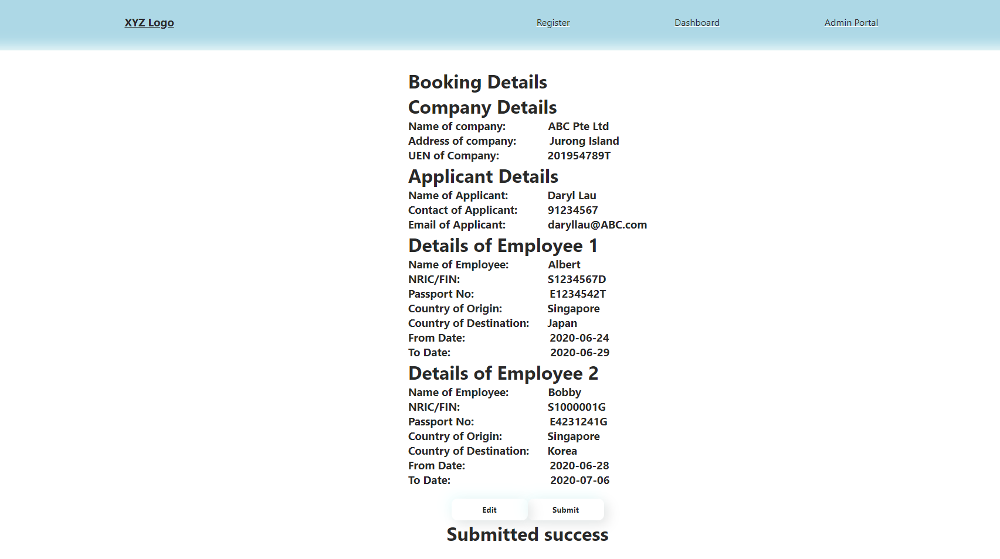 XYZ Logo Register Dashboard Admin Portal
Booking Details
Company Details
Name of company: ABC Pte Ltd
Address of company: Jurong Island
UEN of Company: 201954789T
Applicant Details
Name of Applicant: Daryl Lau
Contact of Applicant: 91234567
Email of Applicant: daryllau@ABC.com
Details of Employee 1
Name of Employee: Albert
NRIC/FIN: S1234567D
Passport No: E1234542T
Country of Origin: Singapore
Country of Destination: Japan
From Date: 2020-06-24
To Date: 2020-06-29
Details of Employee 2
Name of Employee: Bobby
NRIC/FIN: S1000001G
Passport No: E4231241G
Country of Origin: Singapore
Country of Destination: Korea
From Date: 2020-06-28
To Date: 2020-07-06
Edit Submit
Submitted success